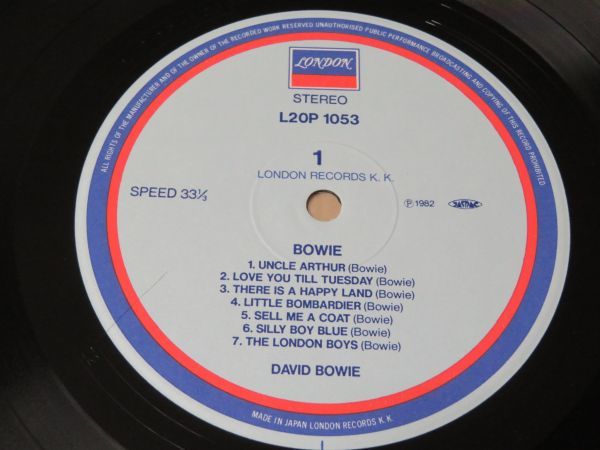 ALL RIGHTS OF THE MANUFACTURER AND OF THE OWNER OF THE RECORDED WORK RESERVED UNAUTHORISED PUBLIC PERFORMANCE BROADCASTING AND COPYING OF THIS RECORD PROHIBITED
LONDON
STEREO
L20P 1053
1
LONDON RECORDS K. K.
SPEED 33⅓
Ⓟ 1982 JASRAC
BOWIE
1. UNCLE ARTHUR (Bowie)
2. LOVE YOU TILL TUESDAY (Bowie)
3. THERE IS A HAPPY LAND (Bowie)
4. LITTLE BOMBARDIER (Bowie)
5. SELL ME A COAT (Bowie)
6. SILLY BOY BLUE (Bowie)
7. THE LONDON BOYS (Bowie)
DAVID BOWIE
MADE IN JAPAN LONDON RECORDS K. K.